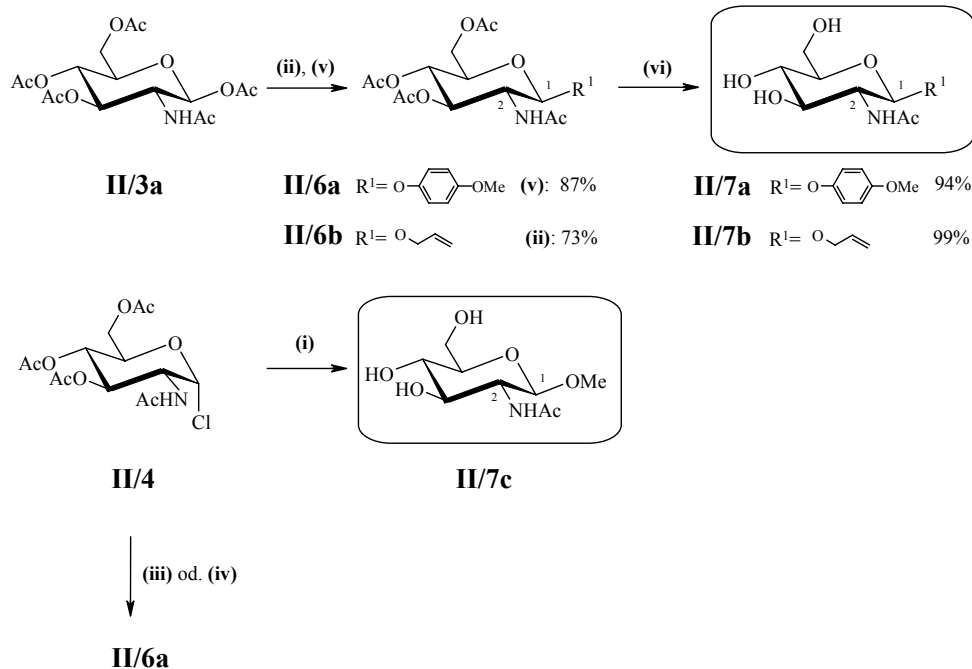 OAc
OAc
OH
AcO
AcO
O
OAc
NHAc
(ii), (v)
AcO
AcO
O
1
R1
2
NHAc
(vi)
HO
HO
O
1
R1
2
NHAc
II/3a
II/6a R1= O OMe (v): 87%
II/7a R1= O OMe 94%
II/6b R1= O (ii): 73%
II/7b R1= O 99%
OAc
AcO
AcO
O
AcHN
Cl
(i)
OH
HO
HO
O
1
OMe
2
NHAc
II/4
II/7c
(iii) od. (iv)
II/6a